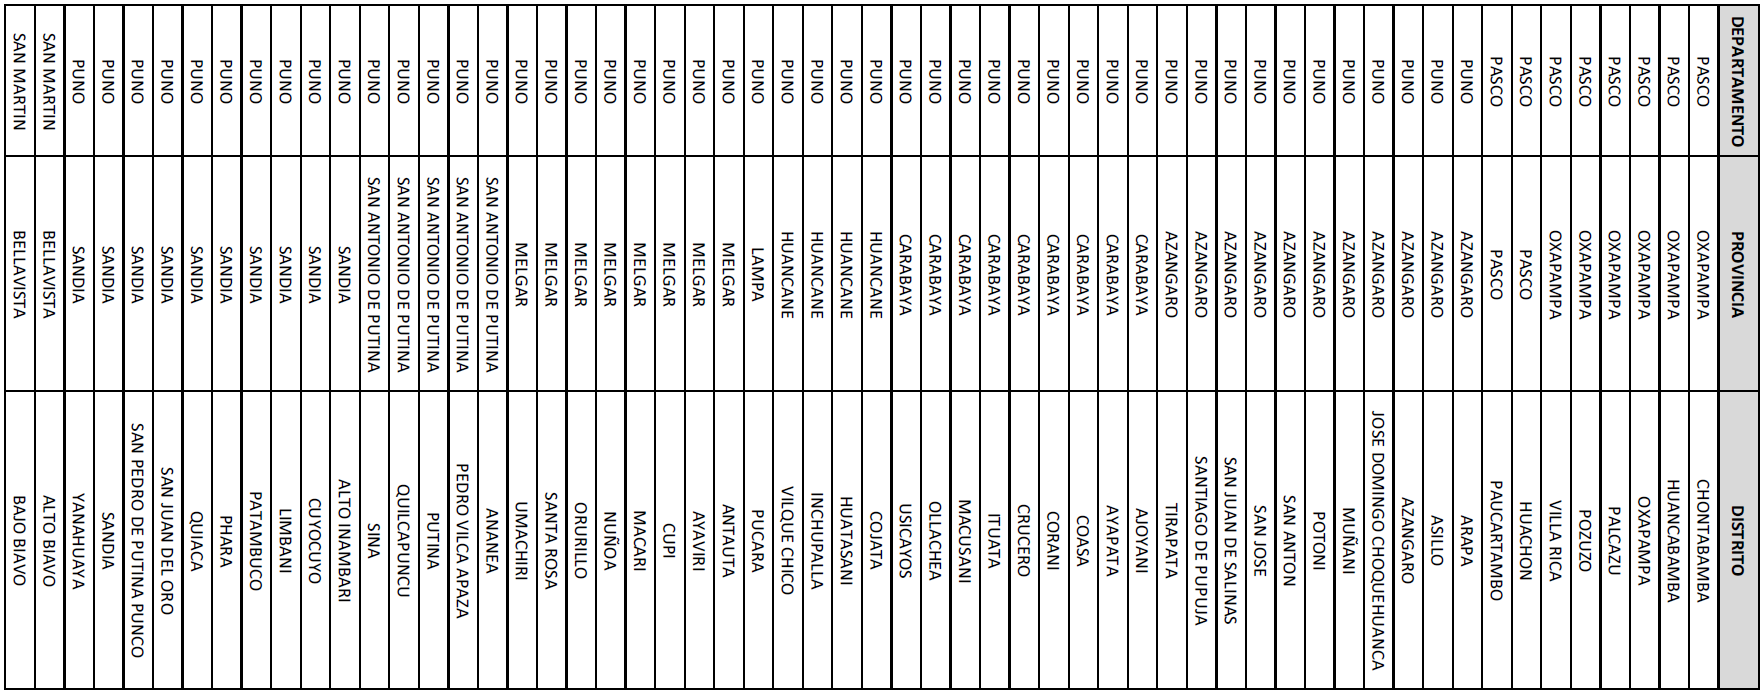 DEPARTAMENTO PROVINCIA DISTRITO
PASCO OXAPAMPA CHONTABAMBA
PASCO OXAPAMPA HUANCABAMBA
PASCO OXAPAMPA OXAPAMPA
PASCO OXAPAMPA PALCAZU
PASCO OXAPAMPA POZUZO
PASCO OXAPAMPA VILLA RICA
PASCO PASCO HUACHON
PASCO PASCO PAUCARTAMBO
PUNO AZANGARO ARAPA
PUNO AZANGARO ASILLO
PUNO AZANGARO AZANGARO
PUNO AZANGARO JOSE DOMINGO CHOQUEHUANCA
PUNO AZANGARO MUÑANI
PUNO AZANGARO POTONI
PUNO AZANGARO SAN ANTON
PUNO AZANGARO SAN JOSE
PUNO AZANGARO SAN JUAN DE SALINAS
PUNO AZANGARO SANTIAGO DE PUPUJA
PUNO AZANGARO TIRAPATA
PUNO CARABAYA AJOYANI
PUNO CARABAYA AYAPATA
PUNO CARABAYA COASA
PUNO CARABAYA CORANI
PUNO CARABAYA CRUCERO
PUNO CARABAYA ITUATA
PUNO CARABAYA MACUSANI
PUNO CARABAYA OLLACHEA
PUNO CARABAYA USICAYOS
PUNO HUANCANE COJATA
PUNO HUANCANE HUATASANI
PUNO HUANCANE INCHUPALLA
PUNO HUANCANE VILQUE CHICO
PUNO LAMPA PUCARA
PUNO MELGAR ANTAUTA
PUNO MELGAR AYAVIRI
PUNO MELGAR CUPI
PUNO MELGAR MACARI
PUNO MELGAR NUÑOA
PUNO MELGAR ORURILLO
PUNO MELGAR SANTA ROSA
PUNO MELGAR UMACHIRI
PUNO SAN ANTONIO DE PUTINA ANANEA
PUNO SAN ANTONIO DE PUTINA PEDRO VILCA APAZA
PUNO SAN ANTONIO DE PUTINA PUTINA
PUNO SAN ANTONIO DE PUTINA QUILCAPUNCU
PUNO SAN ANTONIO DE PUTINA SINA
PUNO SANDIA ALTO INAMBARI
PUNO SANDIA CUYOCUYO
PUNO SANDIA LIMBANI
PUNO SANDIA PATAMBUCO
PUNO SANDIA PHARA
PUNO SANDIA QUIACA
PUNO SANDIA SAN JUAN DEL ORO
PUNO SANDIA SAN PEDRO DE PUTINA PUNCO
PUNO SANDIA SANDIA
PUNO SANDIA YANAHUAYA
SAN MARTIN BELLAVISTA ALTO BIAVO
SAN MARTIN BELLAVISTA BAJO BIAVO